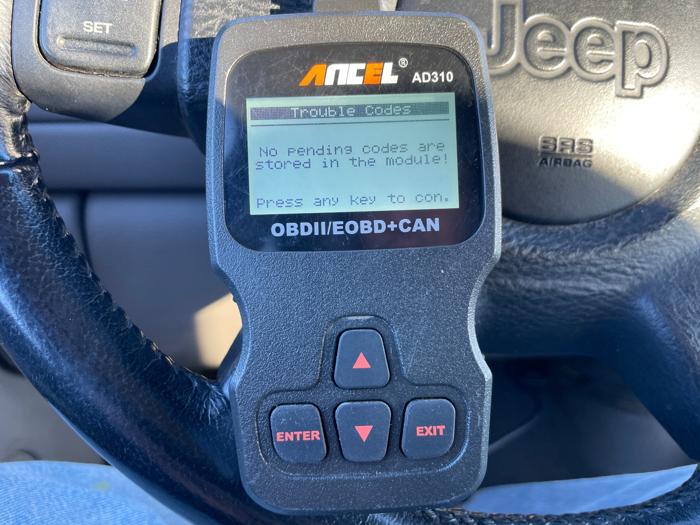 SET
Jeep
SRS
AIRBAG
ANCEL®
AD310
Trouble Codes
No pending codes are
stored in the module!
Press any key to con.
OBDII/EOBD+CAN
ENTER
EXIT